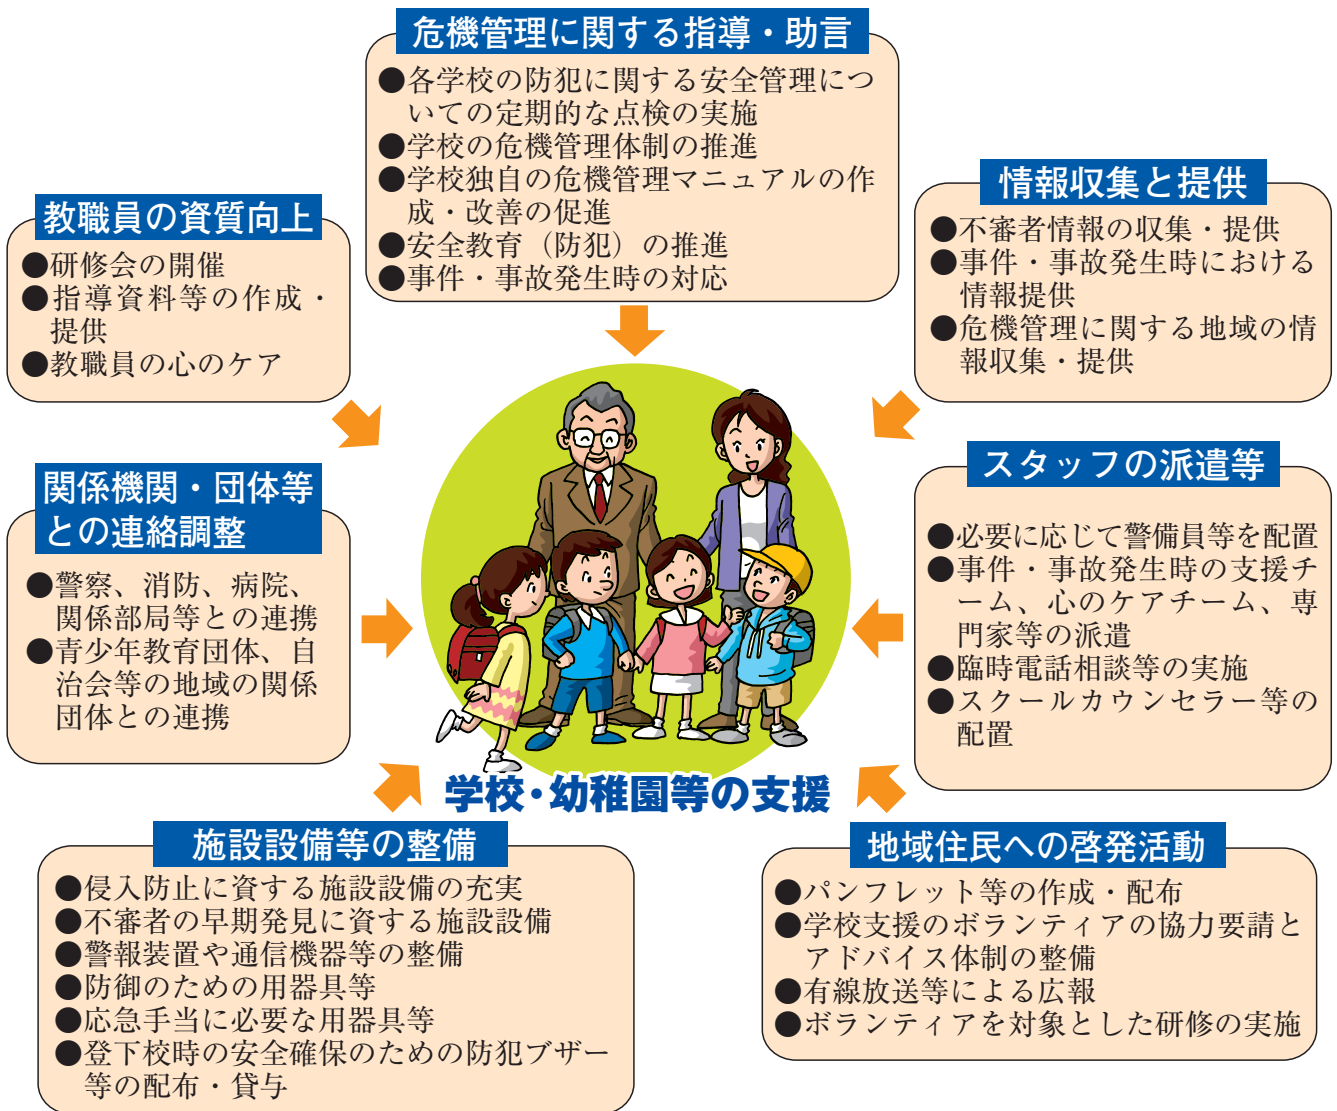 危機管理に関する指導・助言
●各学校の防犯に関する安全管理につ
いての定期的な点検の実施
●学校の危機管理体制の推進
●学校独自の危機管理マニュアルの作
成・改善の促進
●安全教育（防犯）の推進
●事件・事故発生時の対応
教職員の資質向上
●研修会の開催
●指導資料等の作成・
提供
●教職員の心のケア
情報収集と提供
●不審者情報の収集・提供
●事件・事故発生時における
情報提供
●危機管理に関する地域の情
報収集・提供
関係機関・団体等
との連絡調整
●警察、消防、病院、
関係部局等との連携
●青少年教育団体、自
治会等の地域の関係
団体との連携
スタッフの派遣等
●必要に応じて警備員等を配置
●事件・事故発生時の支援チ
ーム、心のケアチーム、専
門家等の派遣
●臨時電話相談等の実施
●スクールカウンセラー等の
配置
学校・幼稚園等の支援
施設設備等の整備
●侵入防止に資する施設設備の充実
●不審者の早期発見に資する施設設備
●警報装置や通信機器等の整備
●防御のための用器具等
●応急手当に必要な用器具等
●登下校時の安全確保のための防犯ブザー
等の配布・貸与
地域住民への啓発活動
●パンフレット等の作成・配布
●学校支援のボランティアの協力要請と
アドバイス体制の整備
●有線放送等による広報
●ボランティアを対象とした研修の実施